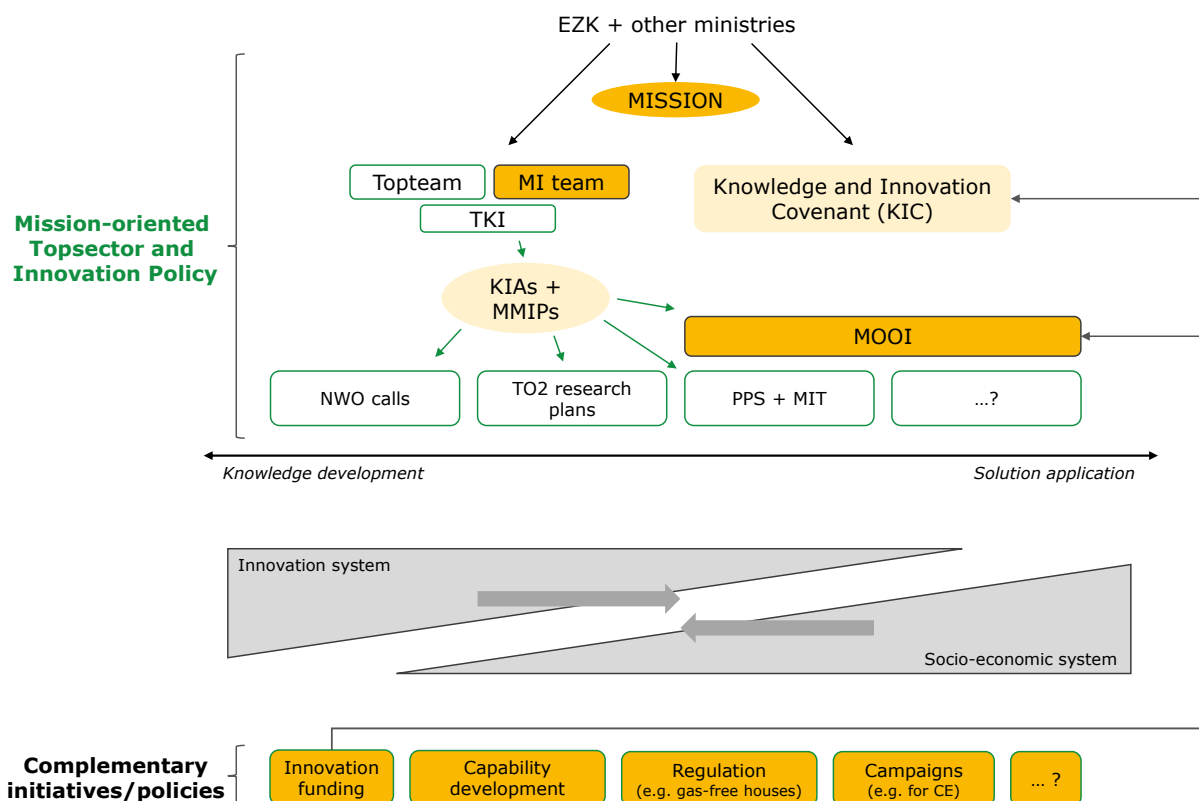 EZK + other ministries
MISSION
Topteam
MI team
TKI
Knowledge and Innovation
Covenant (KIC)
Mission-oriented
Topsector and
Innovation Policy
KIAs +
MMIPs
MOOI
NWO calls
TO2 research
plans
PPS + MIT
...?
Knowledge development
Solution application
Innovation system
Socio-economic system
Complementary
initiatives/policies
Innovation
funding
Capability
development
Regulation
(e.g. gas-free houses)
Campaigns
(e.g. for CE)
... ?